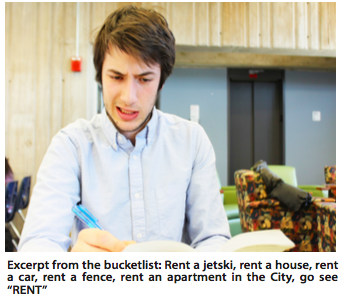 Excerpt from the bucketlist: Rent a jetski, rent a house, rent
a car, rent a fence, rent an apartment in the City, go see
“RENT”